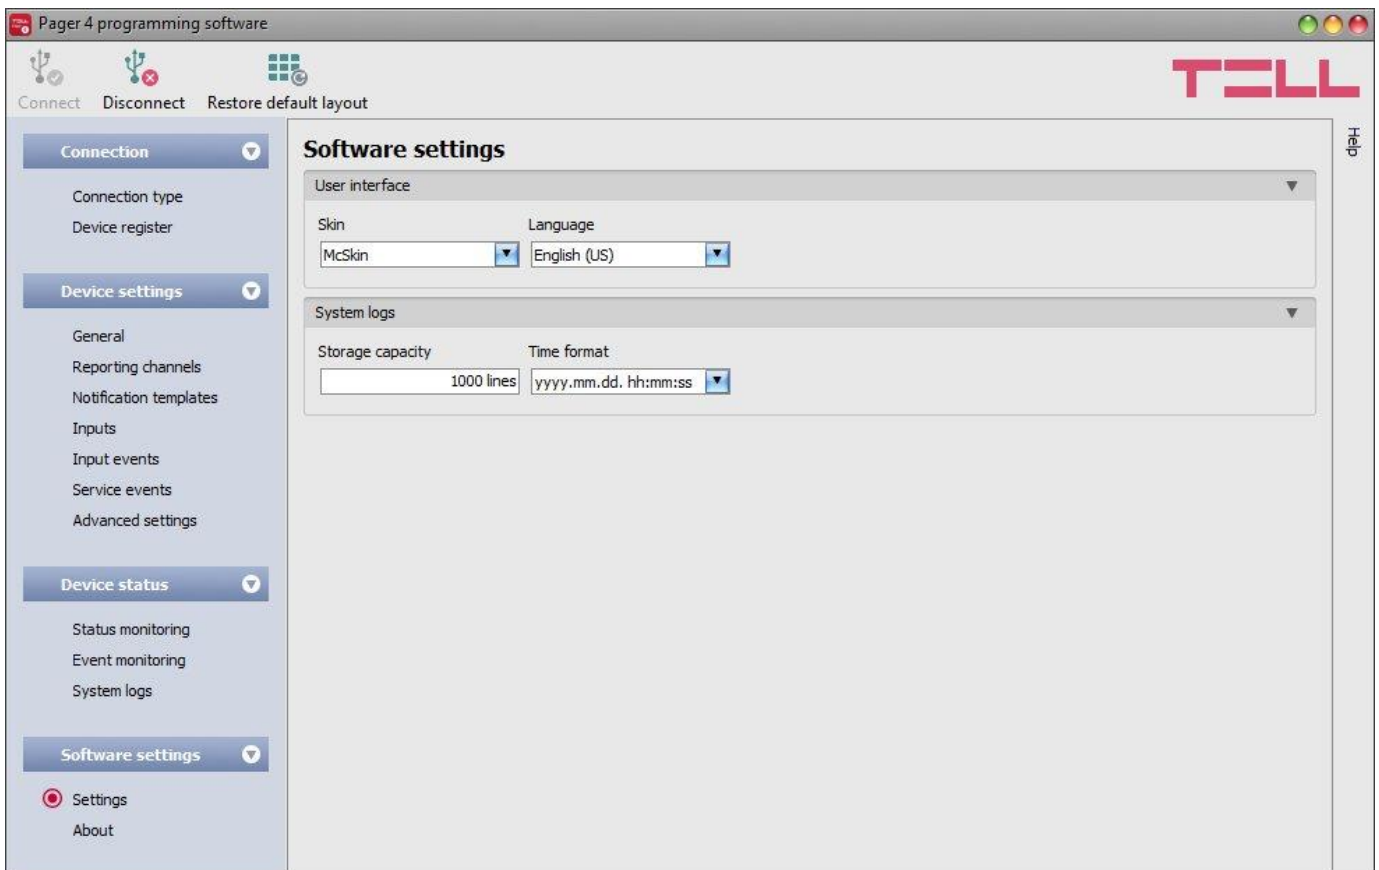 Pager 4 programming software
Connect Disconnect Restore default layout
TELL
Help
Connection
Connection type
Device register
Device settings
General
Reporting channels
Notification templates
Inputs
Input events
Service events
Advanced settings
Device status
Status monitoring
Event monitoring
System logs
Software settings
Settings
About
Software settings
User interface
Skin Language
McSkin English (US)
System logs
Storage capacity Time format
1000 lines yyyy.mm.dd. hh:mm:ss